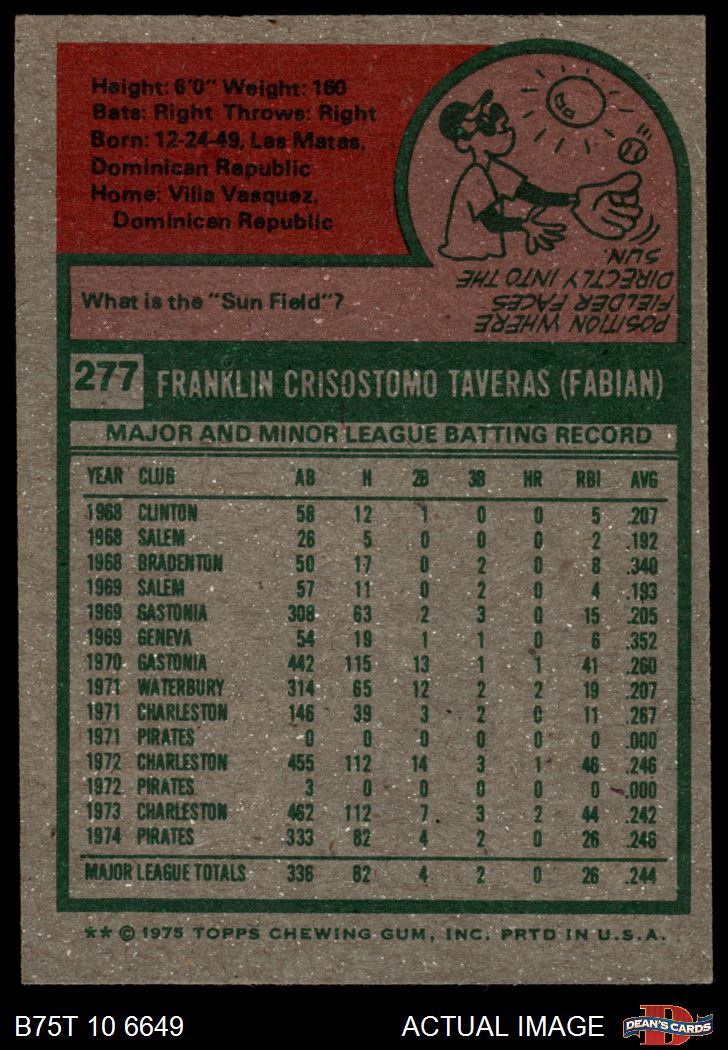 Height: 6'0" Weight: 160
Bats: Right Throws: Right
Born: 12-24-49, Las Matas,
Dominican Republic
Home: Villa Vasquez,
Dominican Republic
What is the "Sun Field"?
POSITION WHERE
FIELDER FACES
DIRECTLY INTO THE
SUN.
277 FRANKLIN CRISOSTOMO TAVERAS (FABIAN)
MAJOR AND MINOR LEAGUE BATTING RECORD
YEAR CLUB AB H 2B 3B HR RBI AVG
1968 CLINTON 58 12 1 0 0 5 .207
1968 SALEM 26 5 0 0 0 2 .192
1968 BRADENTON 50 17 0 2 0 8 .340
1969 SALEM 57 11 0 2 0 4 .193
1969 GASTONIA 308 63 2 3 0 15 .205
1969 GENEVA 54 19 1 1 0 6 .352
1970 GASTONIA 442 115 13 1 1 41 .260
1971 WATERBURY 314 65 12 2 2 19 .207
1971 CHARLESTON 146 39 3 2 0 11 .267
1971 PIRATES 0 0 0 0 0 0 .000
1972 CHARLESTON 455 112 14 3 1 46 .246
1972 PIRATES 3 0 0 0 0 0 .000
1973 CHARLESTON 462 112 7 3 2 44 .242
1974 PIRATES 333 82 4 2 0 26 .246
MAJOR LEAGUE TOTALS 336 82 4 2 0 26 .244
** © 1975 TOPPS CHEWING GUM, INC. PRTD IN U.S.A.
B75T 10 6649 ACTUAL IMAGE D DEAN'S CARDS